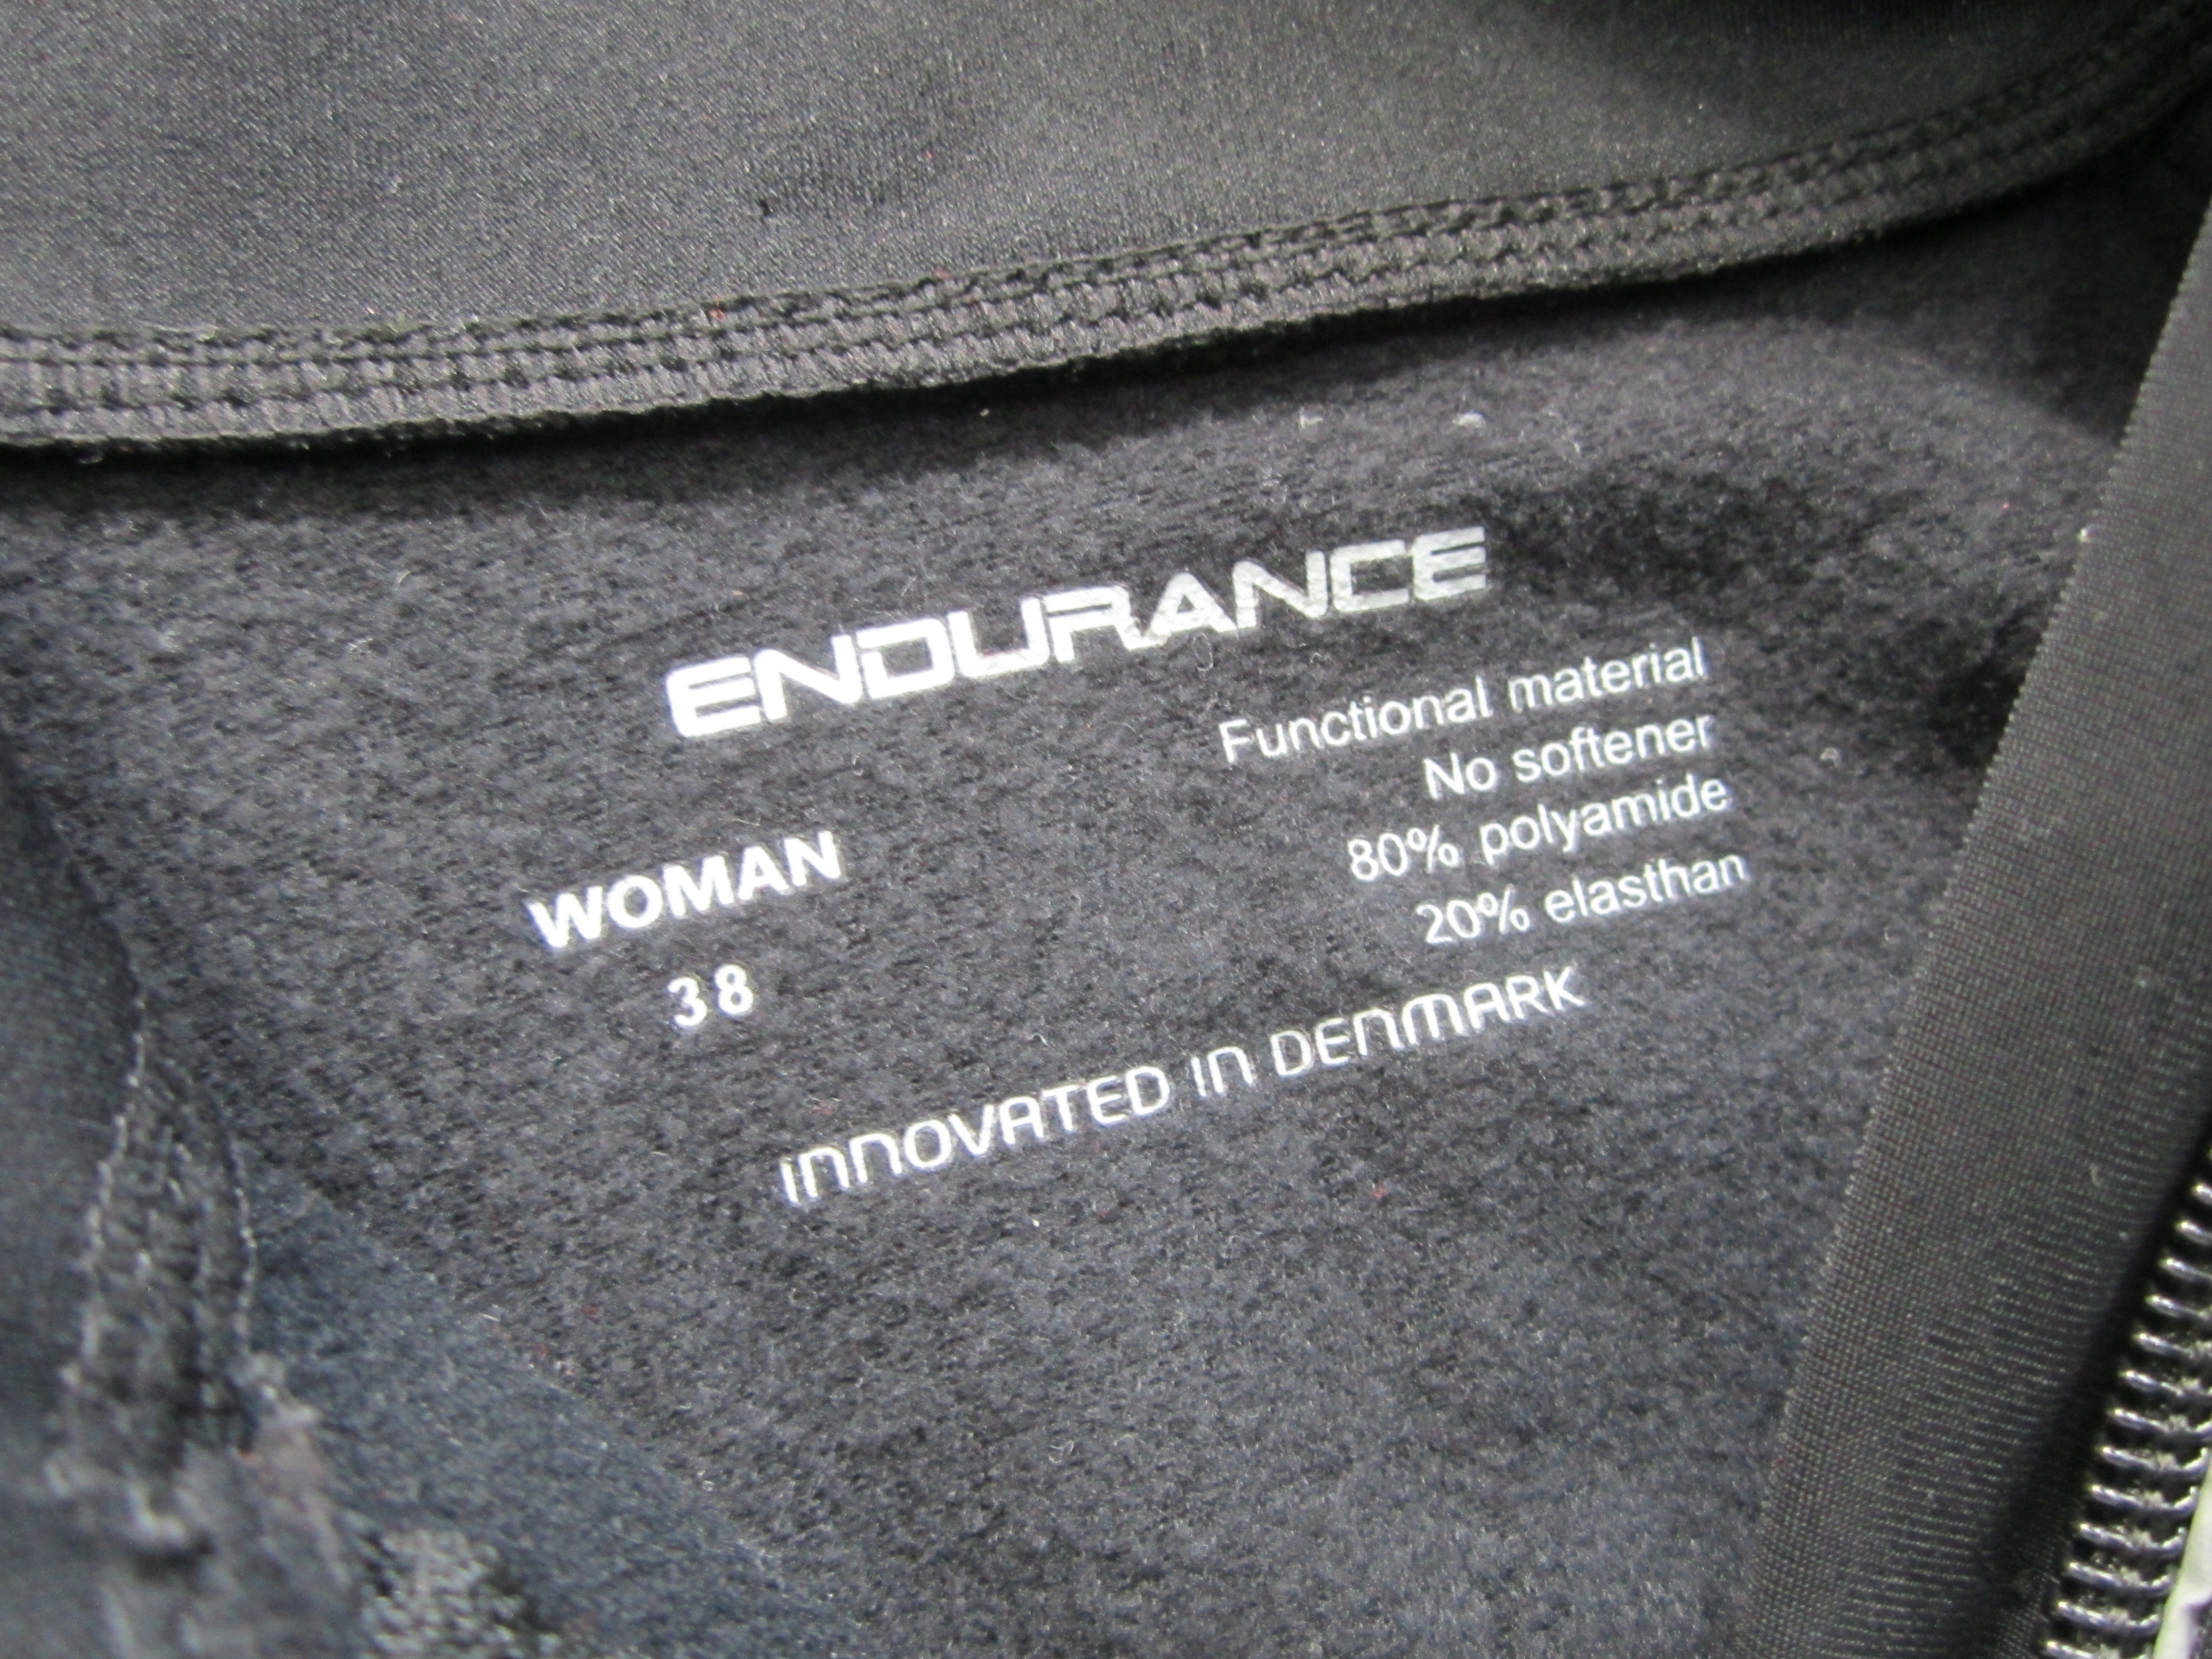 ENDURANCE
Functional material
No softener
80% polyamide
20% elasthan
WOMAN
38
INNOVATED IN DENMARK